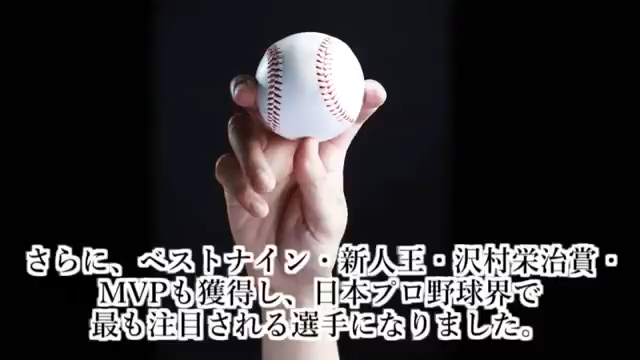 さらに、ベストナイン・新人王・沢村栄治賞・
MVPも獲得し、日本プロ野球界で
最も注目される選手になりました。